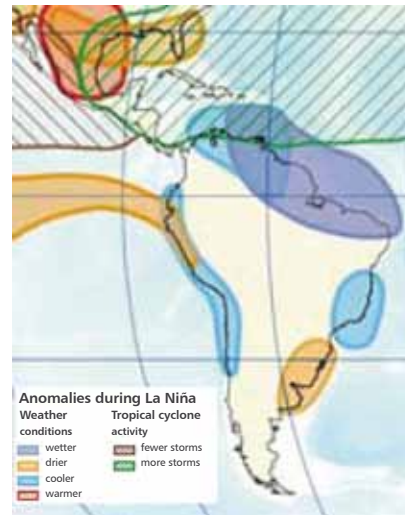 Anomalies during La Niña
Weather conditions
wetter
drier
cooler
warmer
Tropical cyclone activity
fewer storms
more storms